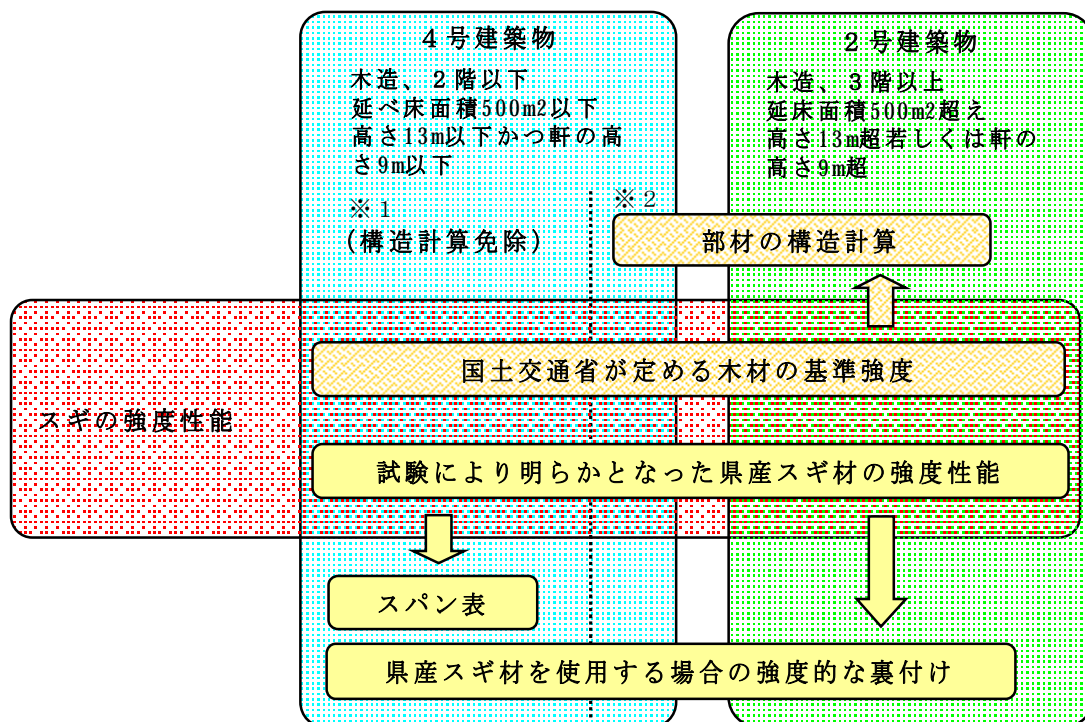 4号建築物
木造、2階以下
延べ床面積500m2以下
高さ13m以下かつ軒の高
さ9m以下
※1
(構造計算免除)
2号建築物
木造、3階以上
延床面積500m2超え
高さ13m超若しくは軒の
高さ9m超
※2
部材の構造計算
国土交通省が定める木材の基準強度
スギの強度性能
試験により明らかとなった県産スギ材の強度性能
スパン表
県産スギ材を使用する場合の強度的な裏付け